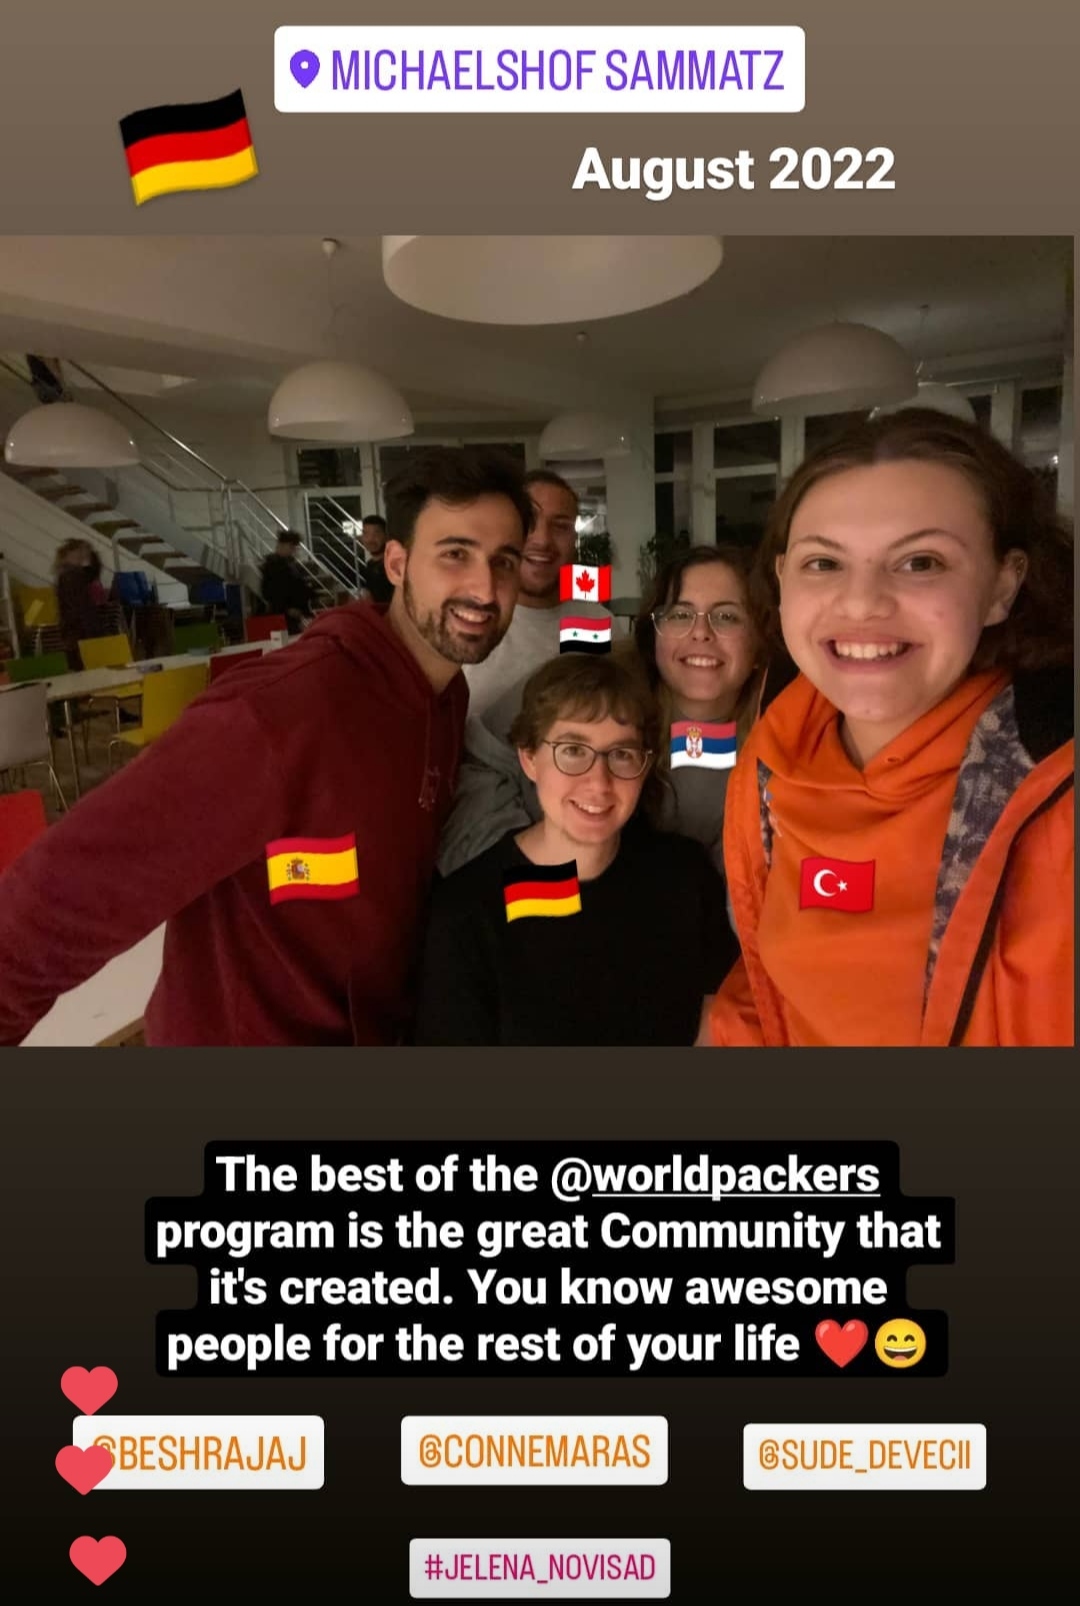 MICHAELSHOF SAMMATZ
August 2022
The best of the @worldpackers
program is the great Community that
it's created. You know awesome
people for the rest of your life ❤️😄
@BESHRAJAJ
@CONNEMARAS
@SUDE_DEVECII
#JELENA_NOVISAD